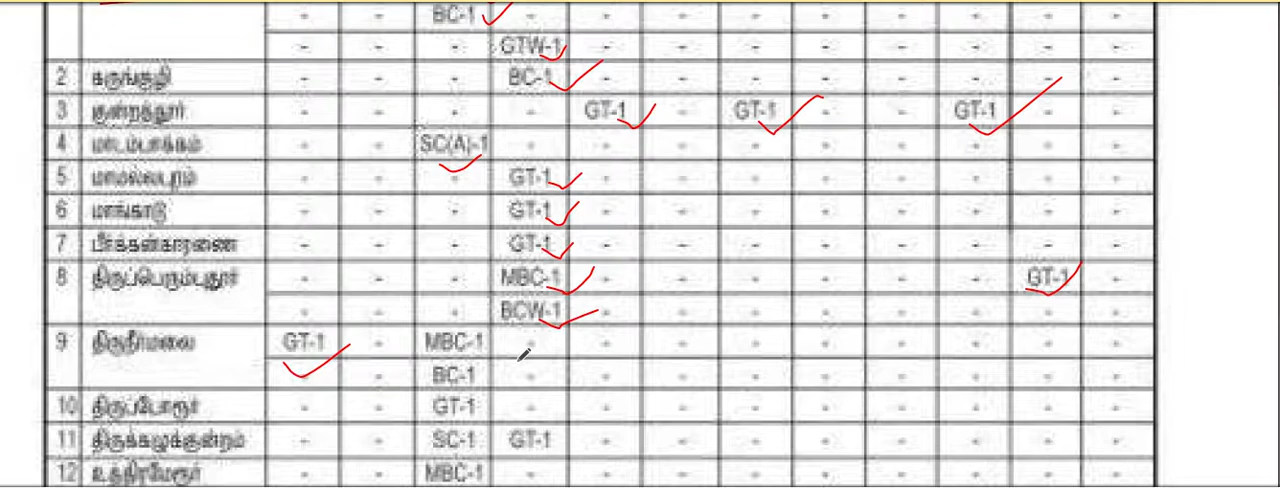 - - BC-1 - - - - - - - -
- - - GTW-1 - - - - - - -
2 கருங்குழி - - - BC-1 - - - - - - -
3 குன்றத்தூர் - - - - GT-1 - GT-1 - - GT-1 - -
4 மாடம்பாக்கம் - - SC(A)-1 - - - - - - - - -
5 மாமல்லபுரம் - - - GT-1 - - - - - - -
6 மாங்காடு - - - GT-1 - - - - - - -
7 பீர்க்கன்காரணை - - - GT-1 - - - - - - -
8 திருப்பெரும்புதூர் - - - MBC-1 - - - - - - GT-1 -
- - - BCW-1 - - - - - - -
9 திருநீர்மலை GT-1 - MBC-1 - - - - - - - -
- BC-1 - - - - - - - -
10 திருப்போரூர் - - GT-1 - - - - - - - -
11 திருக்கழுக்குன்றம் - - SC-1 GT-1 - - - - - - -
12 உத்திரமேரூர் - - MBC-1 - - - - - - - -